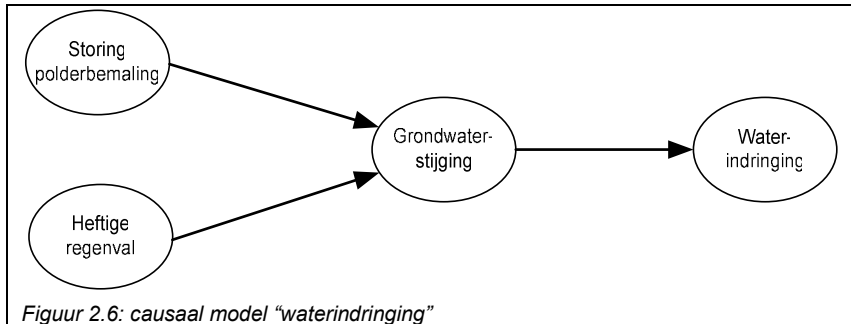 Storing
polderbemaling
Grondwater-
stijging
Water-
indringing
Heftige
regenval
Figuur 2.6: causaal model “waterindringing”